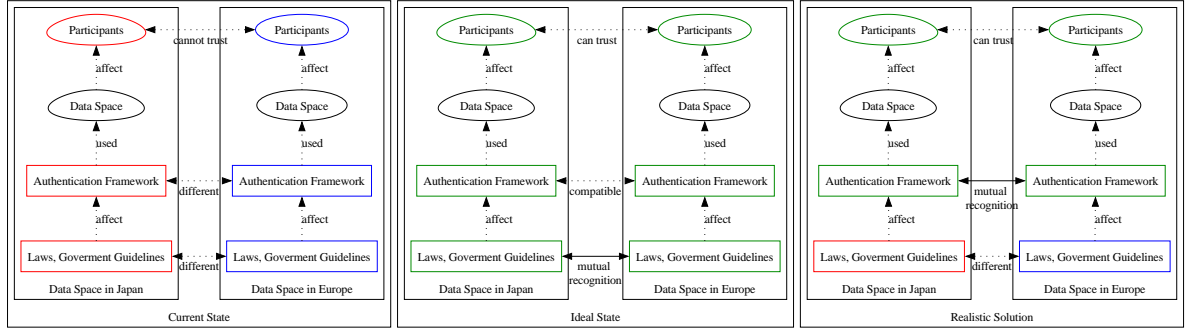 Participants
cannot trust
Participants
affect
affect
Data Space
Data Space
used
used
Authentication Framework
different
Authentication Framework
affect
affect
Laws, Goverment Guidelines
different
Laws, Goverment Guidelines
Data Space in Japan
Data Space in Europe
Current State
Participants
can trust
Participants
affect
affect
Data Space
Data Space
used
used
Authentication Framework
compatible
Authentication Framework
affect
affect
Laws, Goverment Guidelines
mutual
recognition
Laws, Goverment Guidelines
Data Space in Japan
Data Space in Europe
Ideal State
Participants
can trust
Participants
affect
affect
Data Space
Data Space
used
used
Authentication Framework
mutual
recognition
Authentication Framework
affect
affect
Laws, Goverment Guidelines
different
Laws, Goverment Guidelines
Data Space in Japan
Data Space in Europe
Realistic Solution